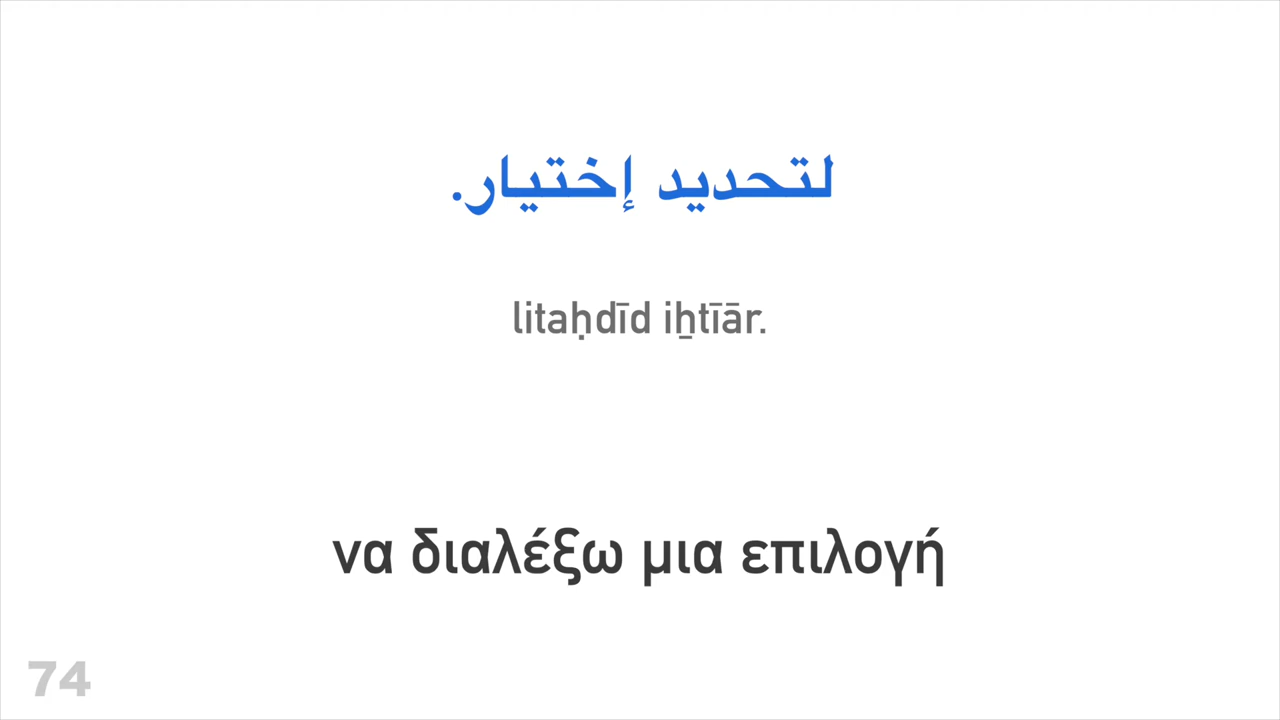 لتحديد إختيار.
litaḥdīd iẖtīār.
να διαλέξω μια επιλογή
74